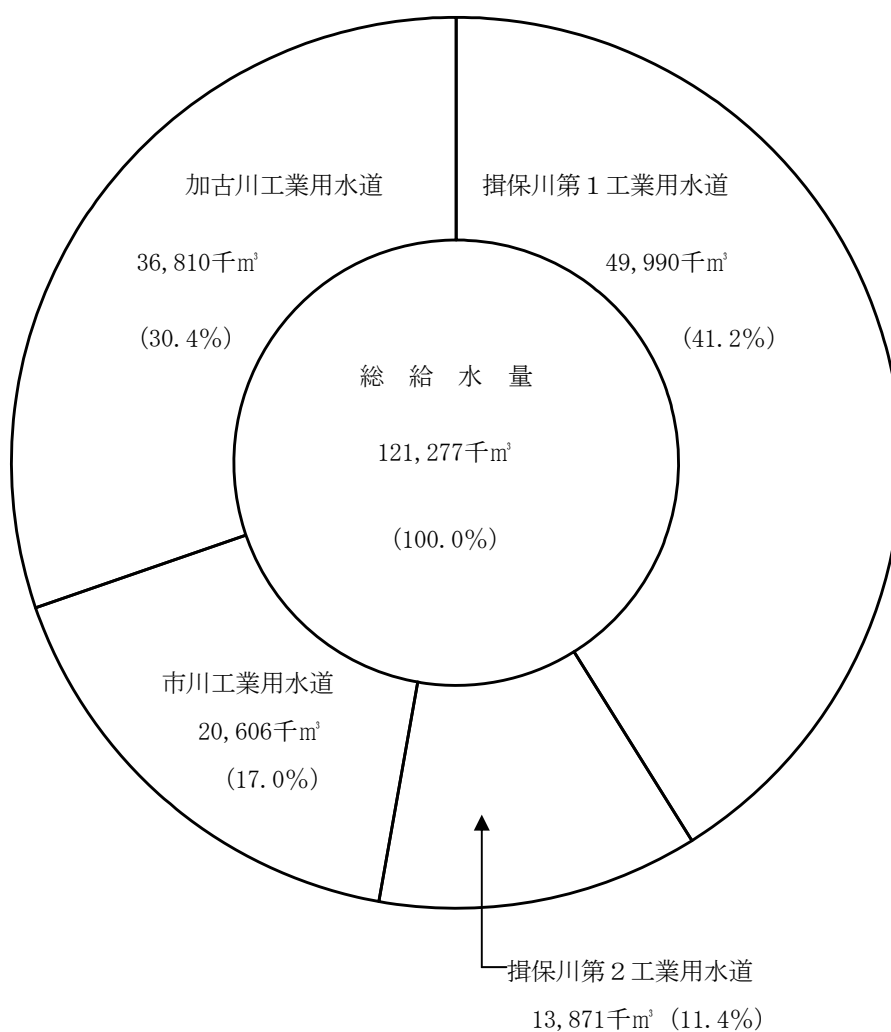 加古川工業用水道
36,810千㎥
(30.4%)
揖保川第１工業用水道
49,990千㎥
(41.2%)
総　給　水　量
121,277千㎥
(100.0%)
市川工業用水道
20,606千㎥
(17.0%)
揖保川第２工業用水道
13,871千㎥ (11.4%)